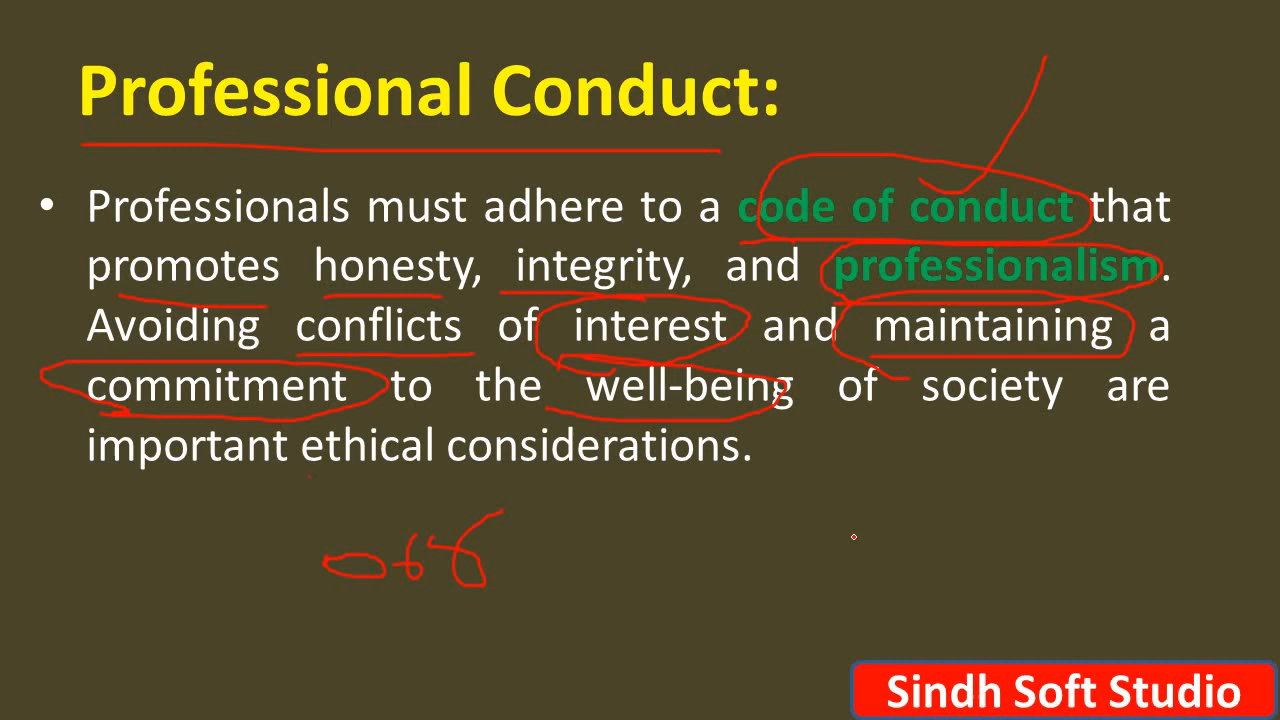 Professional Conduct:
• Professionals must adhere to a code of conduct that
promotes honesty, integrity, and professionalism.
Avoiding conflicts of interest and maintaining a
commitment to the well-being of society are
important ethical considerations.
Sindh Soft Studio